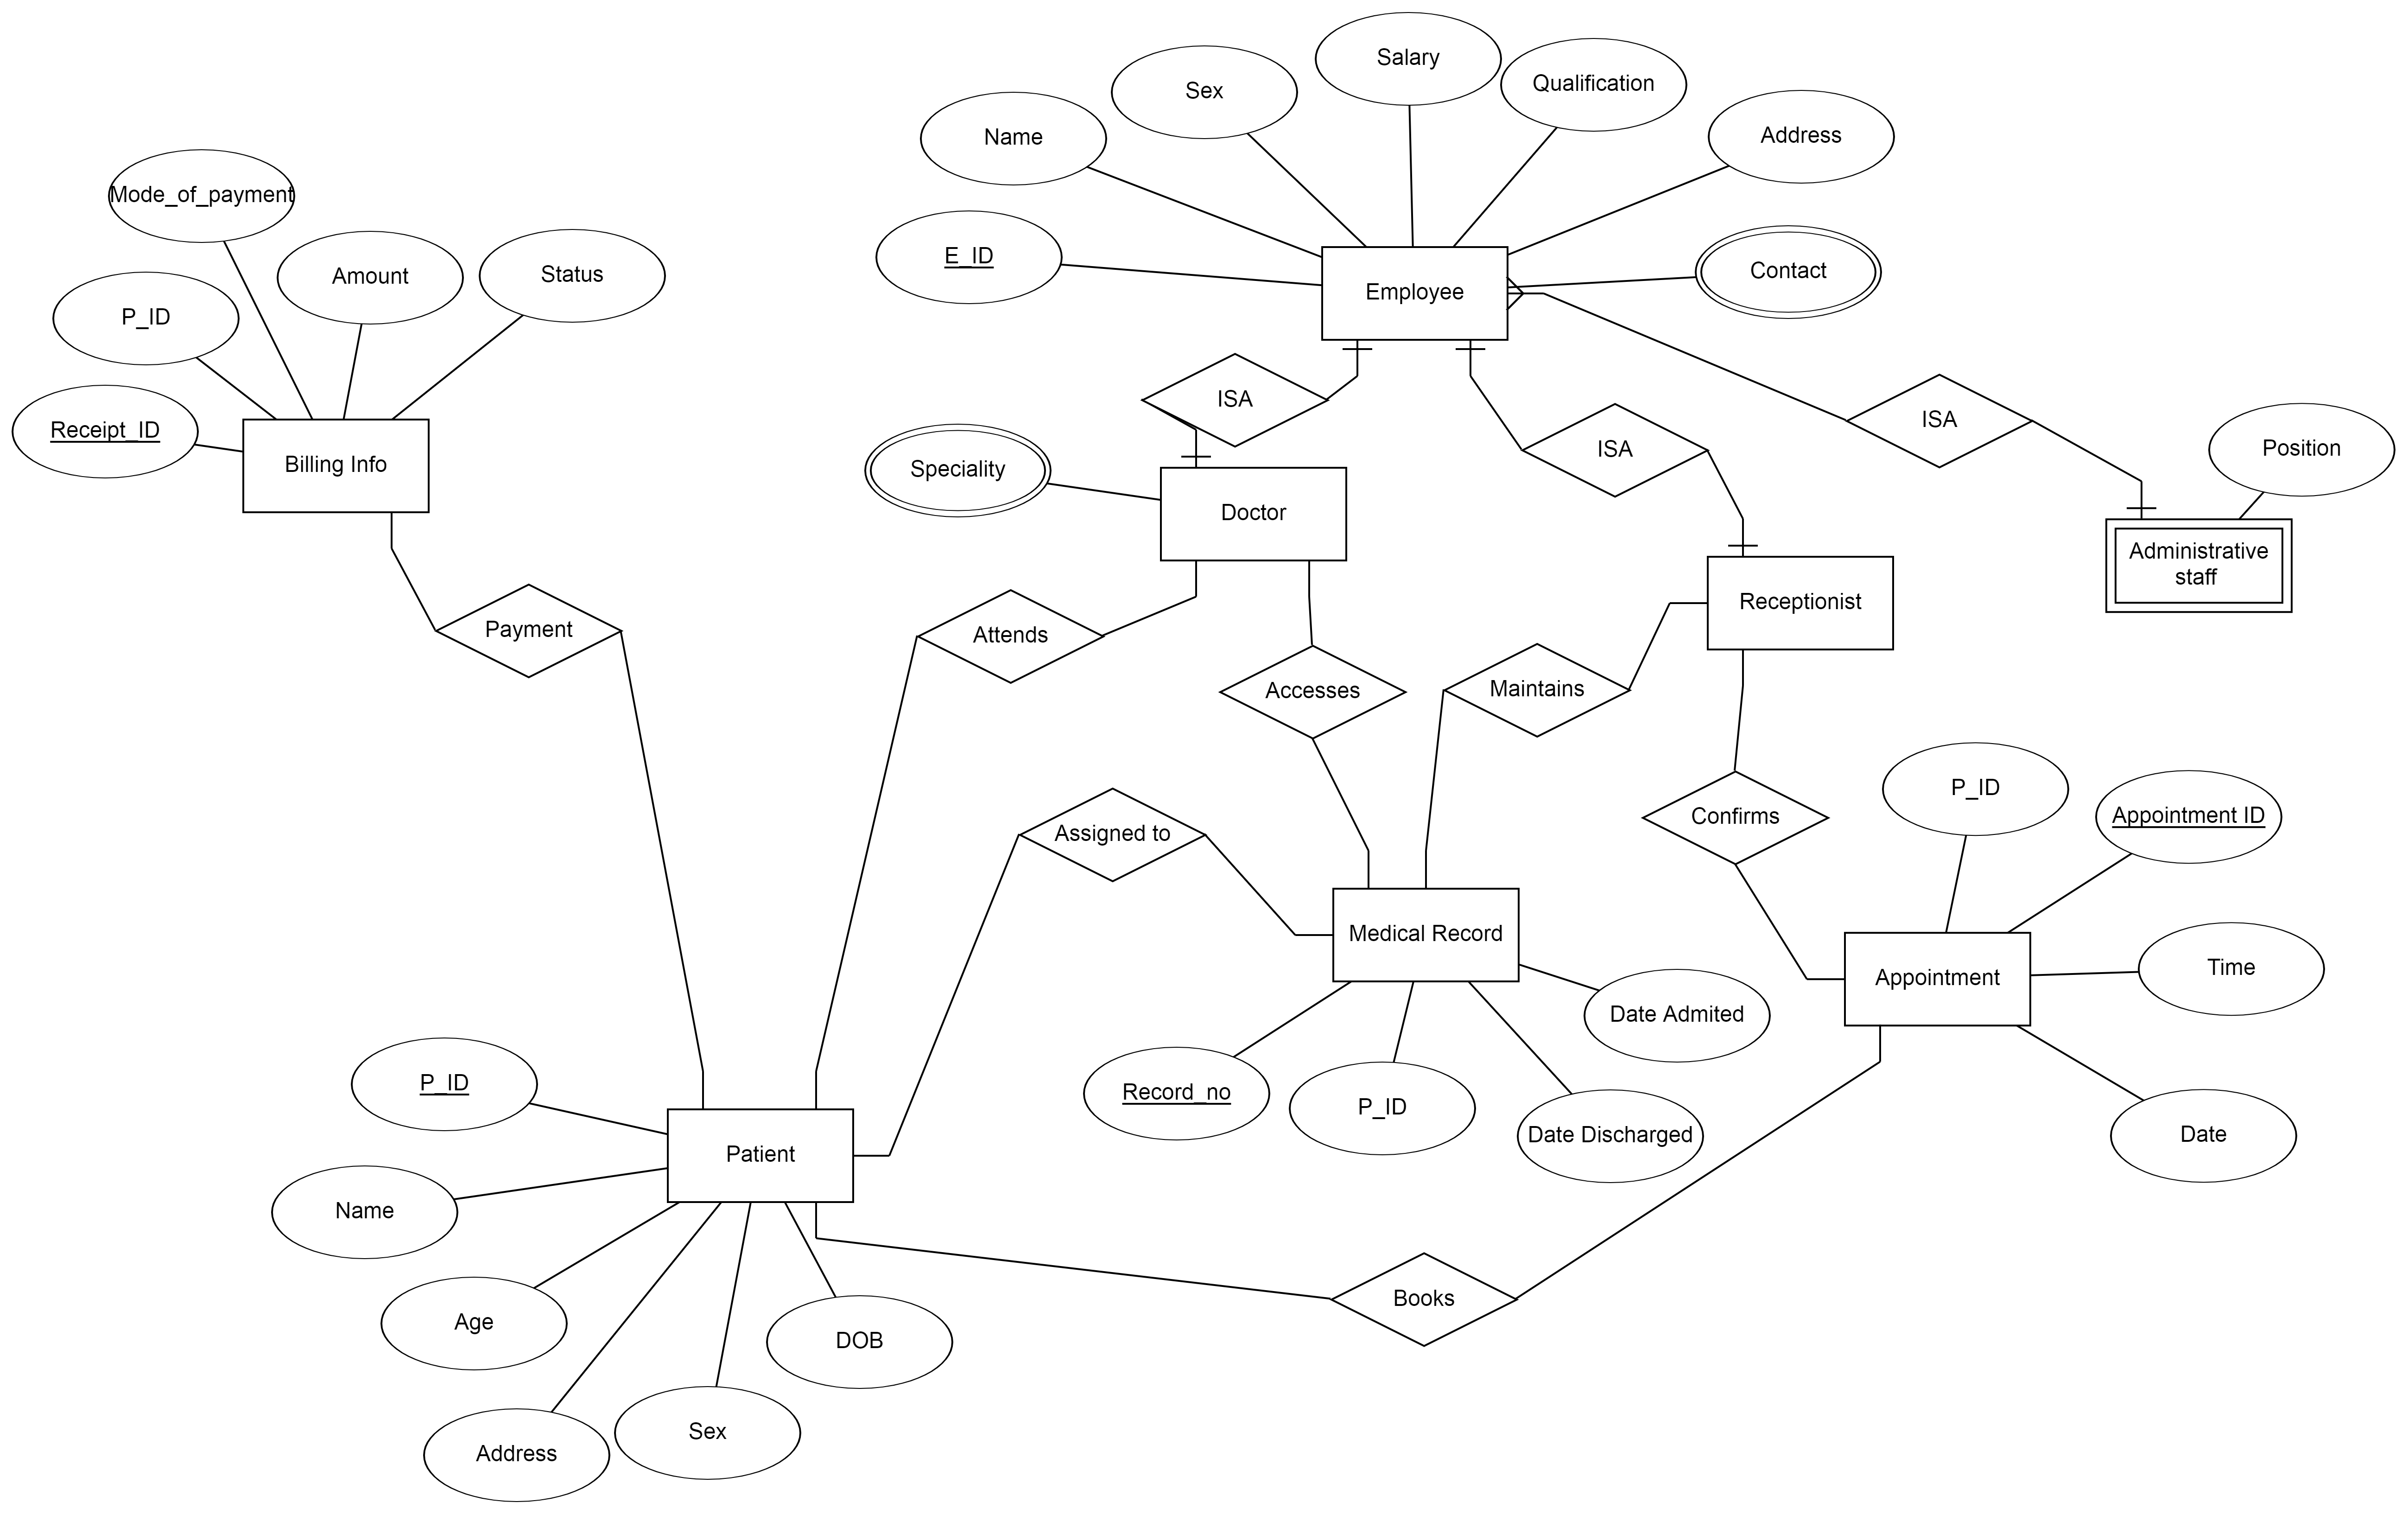 Salary
Qualification
Sex
Address
Name
Mode_of_payment
E_ID
Contact
Amount
Status
P_ID
Employee
ISA
ISA
ISA
Receipt_ID
Position
Billing Info
Speciality
Doctor
Administrative
staff
Receptionist
Payment
Attends
Accesses
Maintains
P_ID
Appointment ID
Confirms
Assigned to
Medical Record
Time
Appointment
Date Admited
P_ID
Record_no
P_ID
Date Discharged
Date
Patient
Name
Books
Age
DOB
Sex
Address